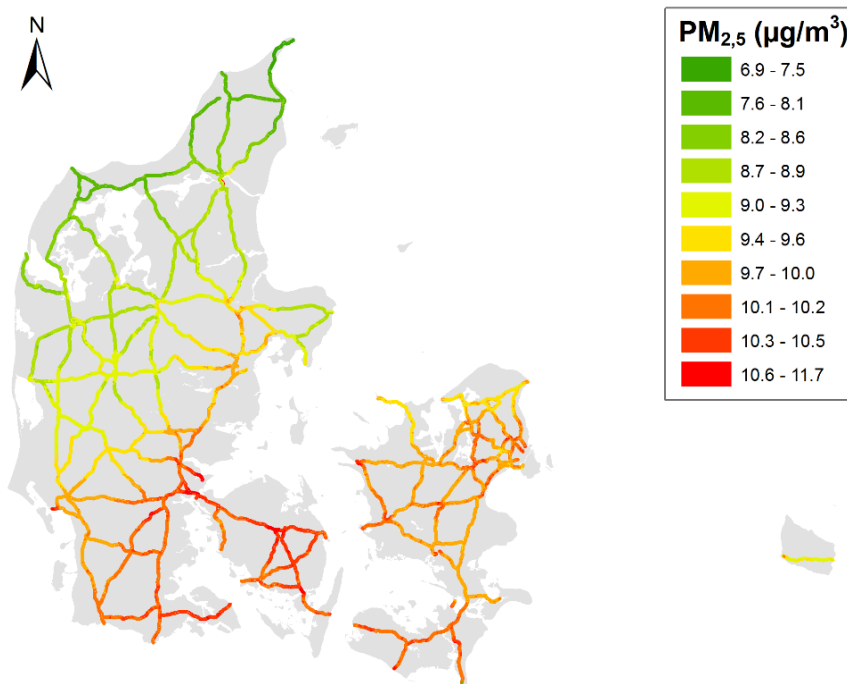 N
PM2,5 (µg/m³)
6.9 - 7.5
7.6 - 8.1
8.2 - 8.6
8.7 - 8.9
9.0 - 9.3
9.4 - 9.6
9.7 - 10.0
10.1 - 10.2
10.3 - 10.5
10.6 - 11.7